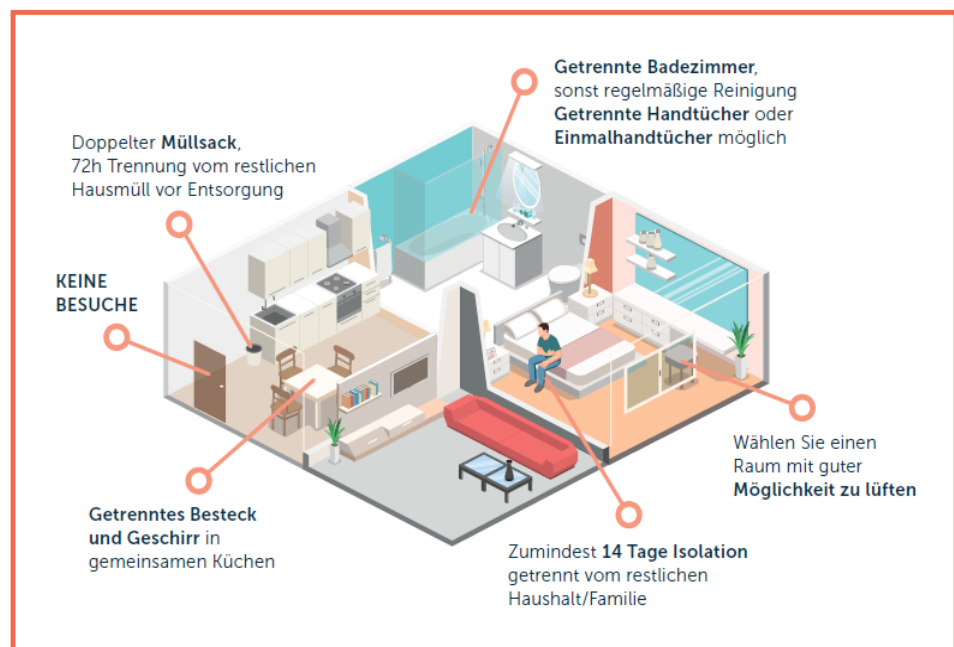 Getrennte Badezimmer,
sonst regelmäßige Reinigung
Getrennte Handtücher oder
Einmalhandtücher möglich
Doppelter Müllsack,
72h Trennung vom restlichen
Hausmüll vor Entsorgung
KEINE
BESUCHE
Wählen Sie einen
Raum mit guter
Möglichkeit zu lüften
Getrenntes Besteck
und Geschirr in
gemeinsamen Küchen
Zumindest 14 Tage Isolation
getrennt vom restlichen
Haushalt/Familie